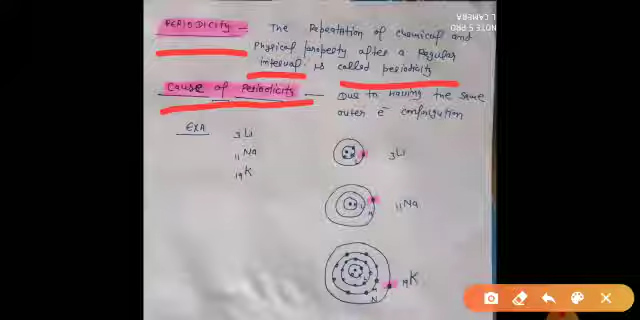 PERIODICITY - The Repeatation of chemical and
Physical property after a Regular
interval is called periodicity
Cause of Periodicity - Due to having the same
outer e⁻ configuration
EXA
₃Li
₁₁Na
₁₉K
₃Li
₁₁Na
₁₉K